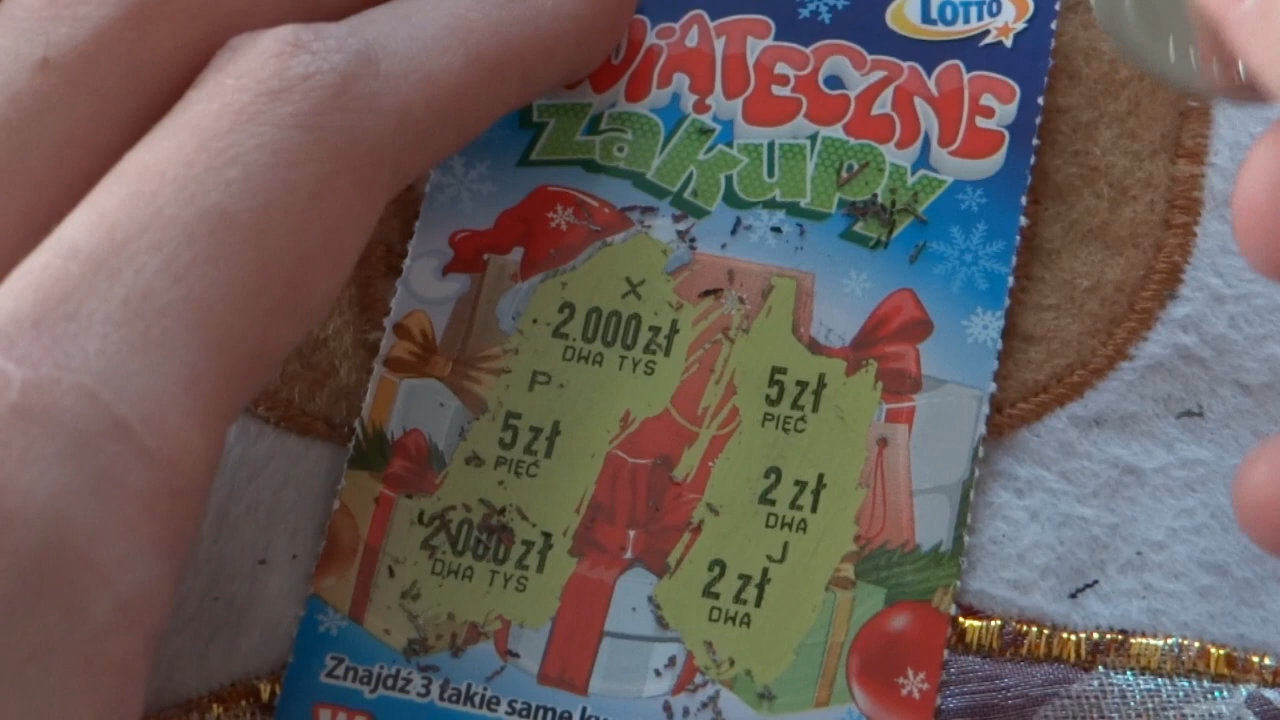 LOTTO
ŚWIĄTECZNE
zakupy
X
2.000 zł
DWA TYS
P
5 zł
PIĘĆ
2.000 zł
DWA TYS
5 zł
PIĘĆ
2 zł
DWA
J
2 zł
DWA
Znajdź 3 takie same